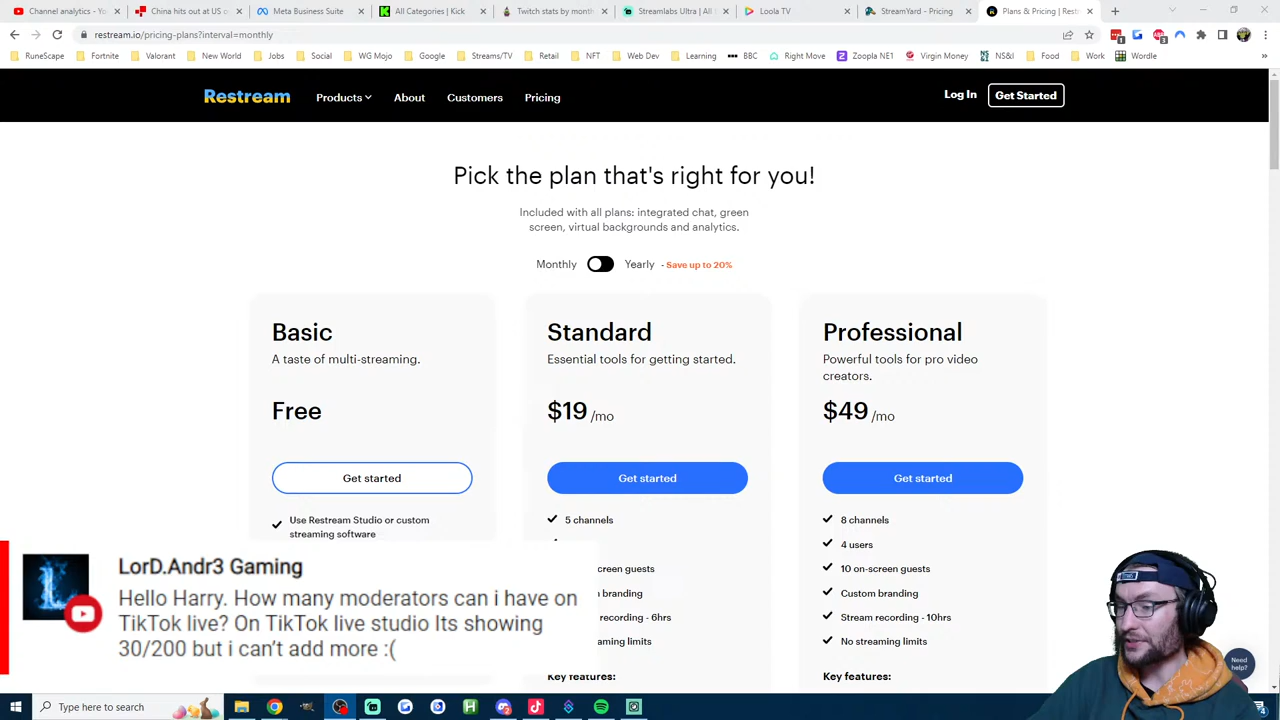 Channel analytics - Yo
China hits out at US o
Meta Business Suite
All Categories | Kick
Twitch stats by month
Streamlabs Ultra | All
Loola TV
StreamYard - Pricing
Plans & Pricing | Rest
restream.io/pricing-plans?interval=monthly
RuneScape
Fortnite
Valorant
New World
Jobs
Social
WG Mojo
Google
Streams/TV
Retail
NFT
Web Dev
Learning
BBC
Right Move
Zoopla NE1
Virgin Money
NS&I
Food
Work
Wordle
Restream
Products
About
Customers
Pricing
Log In
Get Started
Pick the plan that's right for you!
Included with all plans: integrated chat, green
screen, virtual backgrounds and analytics.
Monthly
Yearly
- Save up to 20%
Basic
A taste of multi-streaming.
Free
Get started
Use Restream Studio or custom
streaming software
Standard
Essential tools for getting started.
$19 /mo
Get started
5 channels
creen guests
m branding
recording - 6hrs
aming limits
Key features:
Professional
Powerful tools for pro video
creators.
$49 /mo
Get started
8 channels
4 users
10 on-screen guests
Custom branding
Stream recording - 10hrs
No streaming limits
Key features:
LorD.Andr3 Gaming
Hello Harry. How many moderators can i have on
TikTok live? On TikTok live studio Its showing
30/200 but i can't add more :(
Need
help?
Type here to search